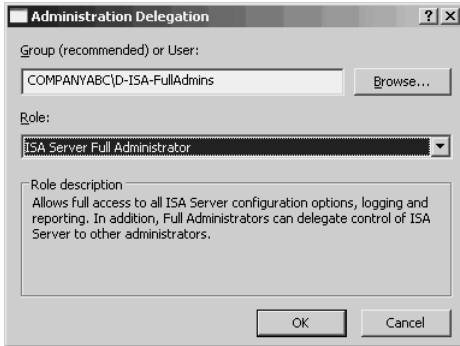 Administration Delegation
Group (recommended) or User:
COMPANYABC\D-ISA-FullAdmins
Browse...
Role:
ISA Server Full Administrator
Role description
Allows full access to all ISA Server configuration options, logging and
reporting. In addition, Full Administrators can delegate control of ISA
Server to other administrators.
OK Cancel